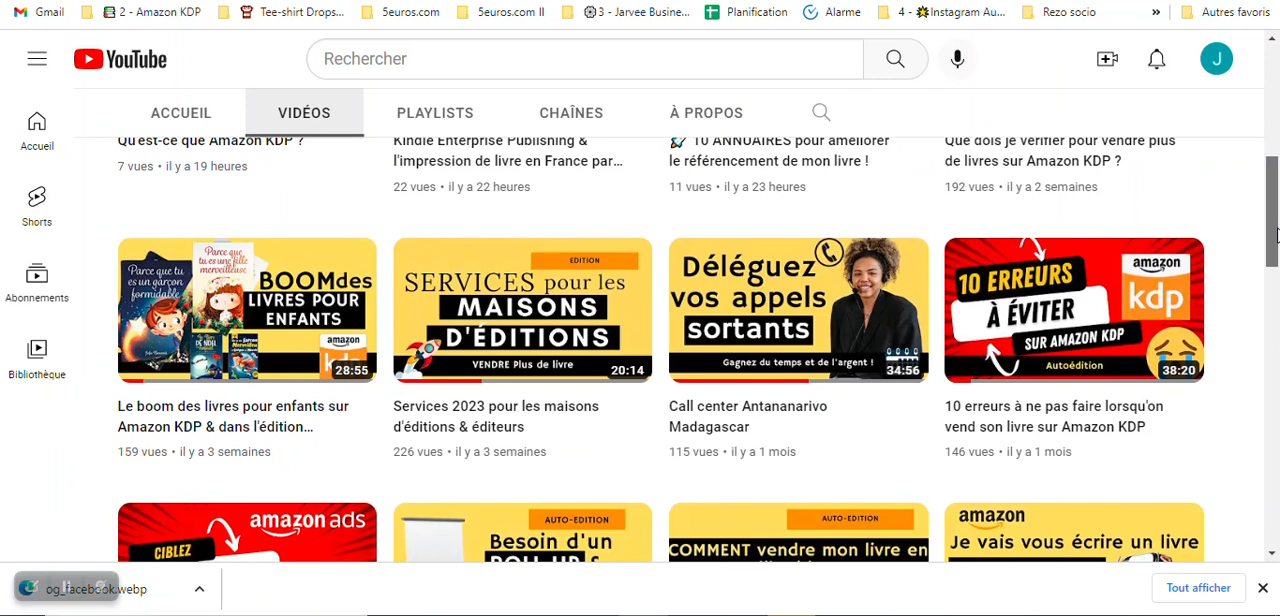 Gmail 2 - Amazon KDP Tee-shirt Drops... 5euros.com 5euros.com II 3 - Jarvee Busine... Planification Alarme 4 - Instagram Au... Rezo socio » Autres favoris
YouTube
Rechercher
J
ACCUEIL VIDÉOS PLAYLISTS CHAÎNES À PROPOS
Accueil
Shorts
Abonnements
Bibliothèque
Qu'est-ce que Amazon KDP ?
7 vues • il y a 19 heures
Kindle Enterprise Publishing &
l'impression de livre en France par...
22 vues • il y a 22 heures
10 ANNUAIRES pour améliorer
le référencement de mon livre !
11 vues • il y a 23 heures
Que dois je vérifier pour vendre plus
de livres sur Amazon KDP ?
192 vues • il y a 2 semaines
Parce que
tu es un garçon
formidable
Parce que
tu es une fille
merveilleuse
BOOM des
LIVRES POUR
ENFANTS
amazon
kdp
28:55
Le boom des livres pour enfants sur
Amazon KDP & dans l'édition...
159 vues • il y a 3 semaines
EDITION
SERVICES pour les
MAISONS
D'ÉDITIONS
VENDRE Plus de livre
20:14
Services 2023 pour les maisons
d'éditions & éditeurs
226 vues • il y a 3 semaines
Déléguez
vos appels
sortants
Gagnez du temps et de l'argent !
34:56
Call center Antananarivo
Madagascar
115 vues • il y a 1 mois
10 ERREURS
À ÉVITER
SUR AMAZON KDP
Autoédition
amazon
kdp
38:20
10 erreurs à ne pas faire lorsqu'on
vend son livre sur Amazon KDP
146 vues • il y a 1 mois
amazon ads
CIBLEZ
AUTO-EDITION
Besoin d'un
ROLL-UP &
AUTO-EDITION
COMMENT vendre mon livre en
amazon
Je vais vous écrire un livre
og_facebook.webp
Tout afficher